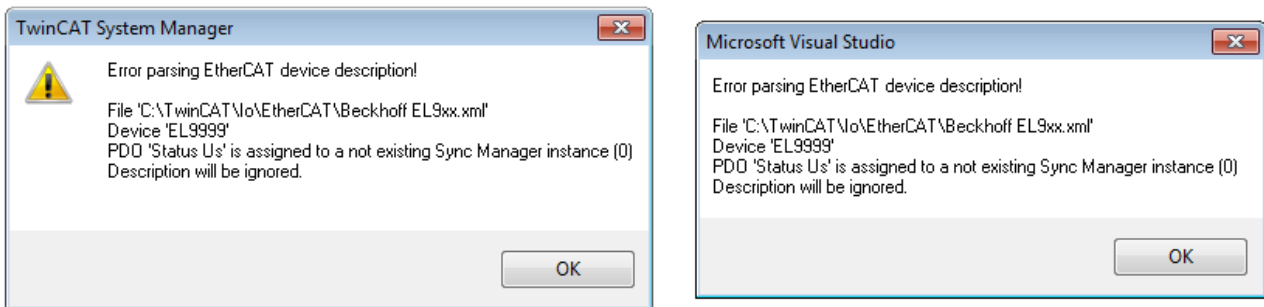 TwinCAT System Manager
Error parsing EtherCAT device description!
File 'C:\TwinCAT\Io\EtherCAT\Beckhoff EL9xx.xml'
Device 'EL9999'
PDO 'Status Us' is assigned to a not existing Sync Manager instance (0)
Description will be ignored.
OK
Microsoft Visual Studio
Error parsing EtherCAT device description!
File 'C:\TwinCAT\Io\EtherCAT\Beckhoff EL9xx.xml'
Device 'EL9999'
PDO 'Status Us' is assigned to a not existing Sync Manager instance (0)
Description will be ignored.
OK